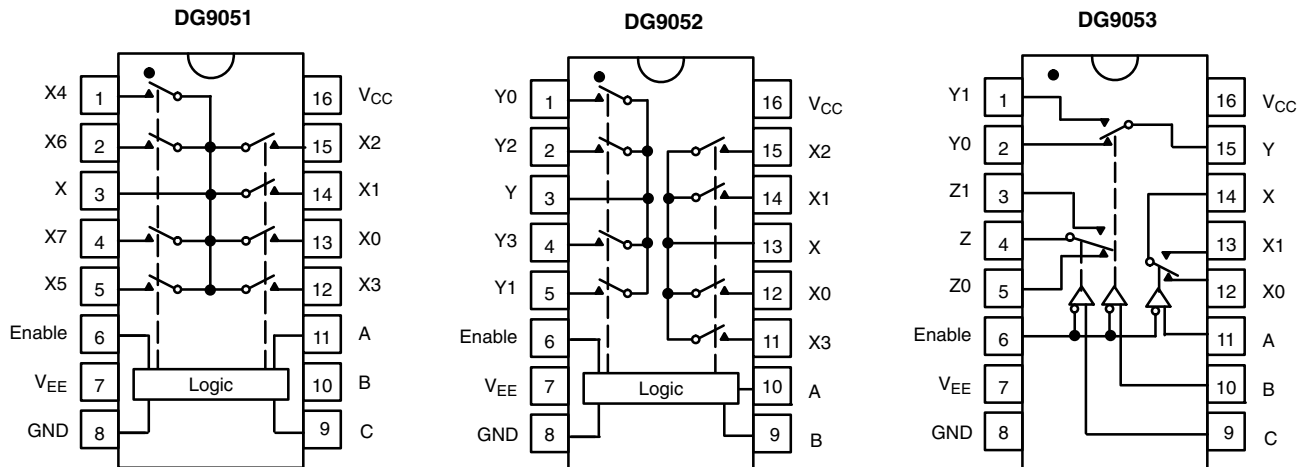 DG9051
X4 1 16 VCC
X6 2 15 X2
X 3 14 X1
X7 4 13 X0
X5 5 12 X3
Enable 6 11 A
VEE 7 10 B
Logic
GND 8 9 C
DG9052
Y0 1 16 VCC
Y2 2 15 X2
Y 3 14 X1
Y3 4 13 X
Y1 5 12 X0
Enable 6 11 X3
VEE 7 10 A
Logic
GND 8 9 B
DG9053
Y1 1 16 VCC
Y0 2 15 Y
Z1 3 14 X
Z 4 13 X1
Z0 5 12 X0
Enable 6 11 A
VEE 7 10 B
GND 8 9 C